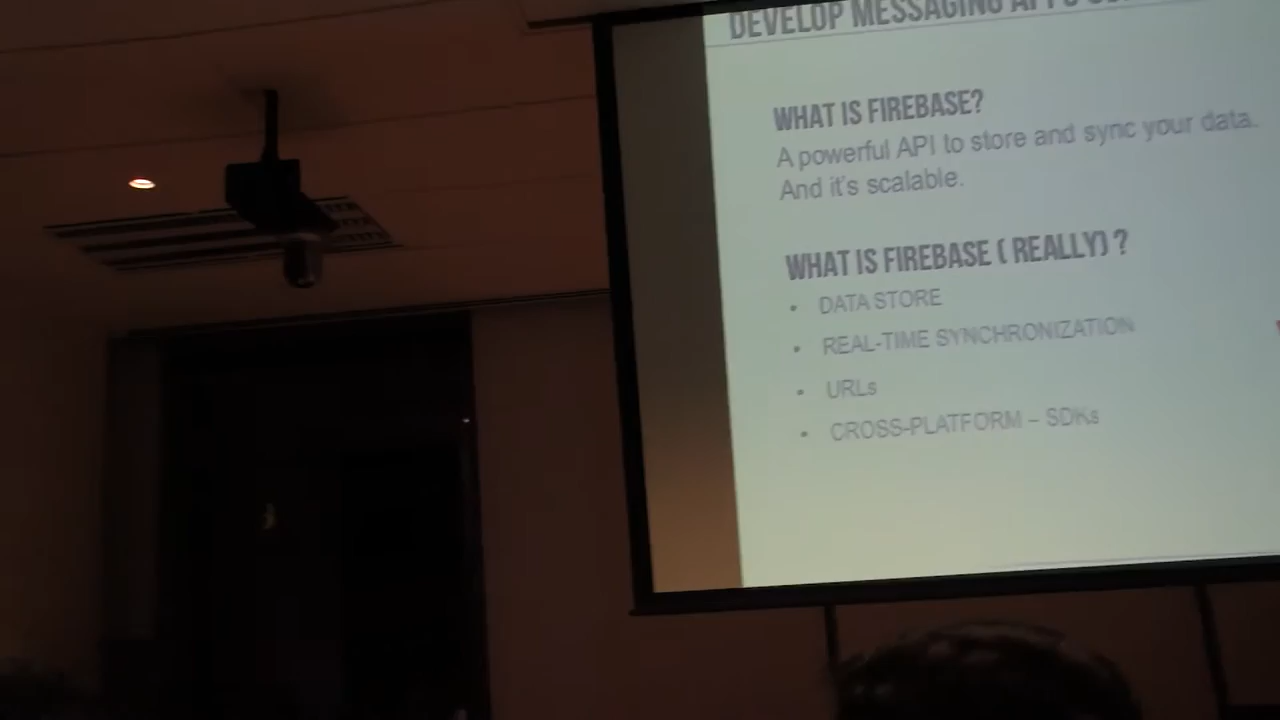 DEVELOP MESSAGING APPS
WHAT IS FIREBASE?
A powerful API to store and sync your data.
And it's scalable.
WHAT IS FIREBASE ( REALLY) ?
• DATA STORE
• REAL-TIME SYNCHRONIZATION
• URLs
• CROSS-PLATFORM – SDKs